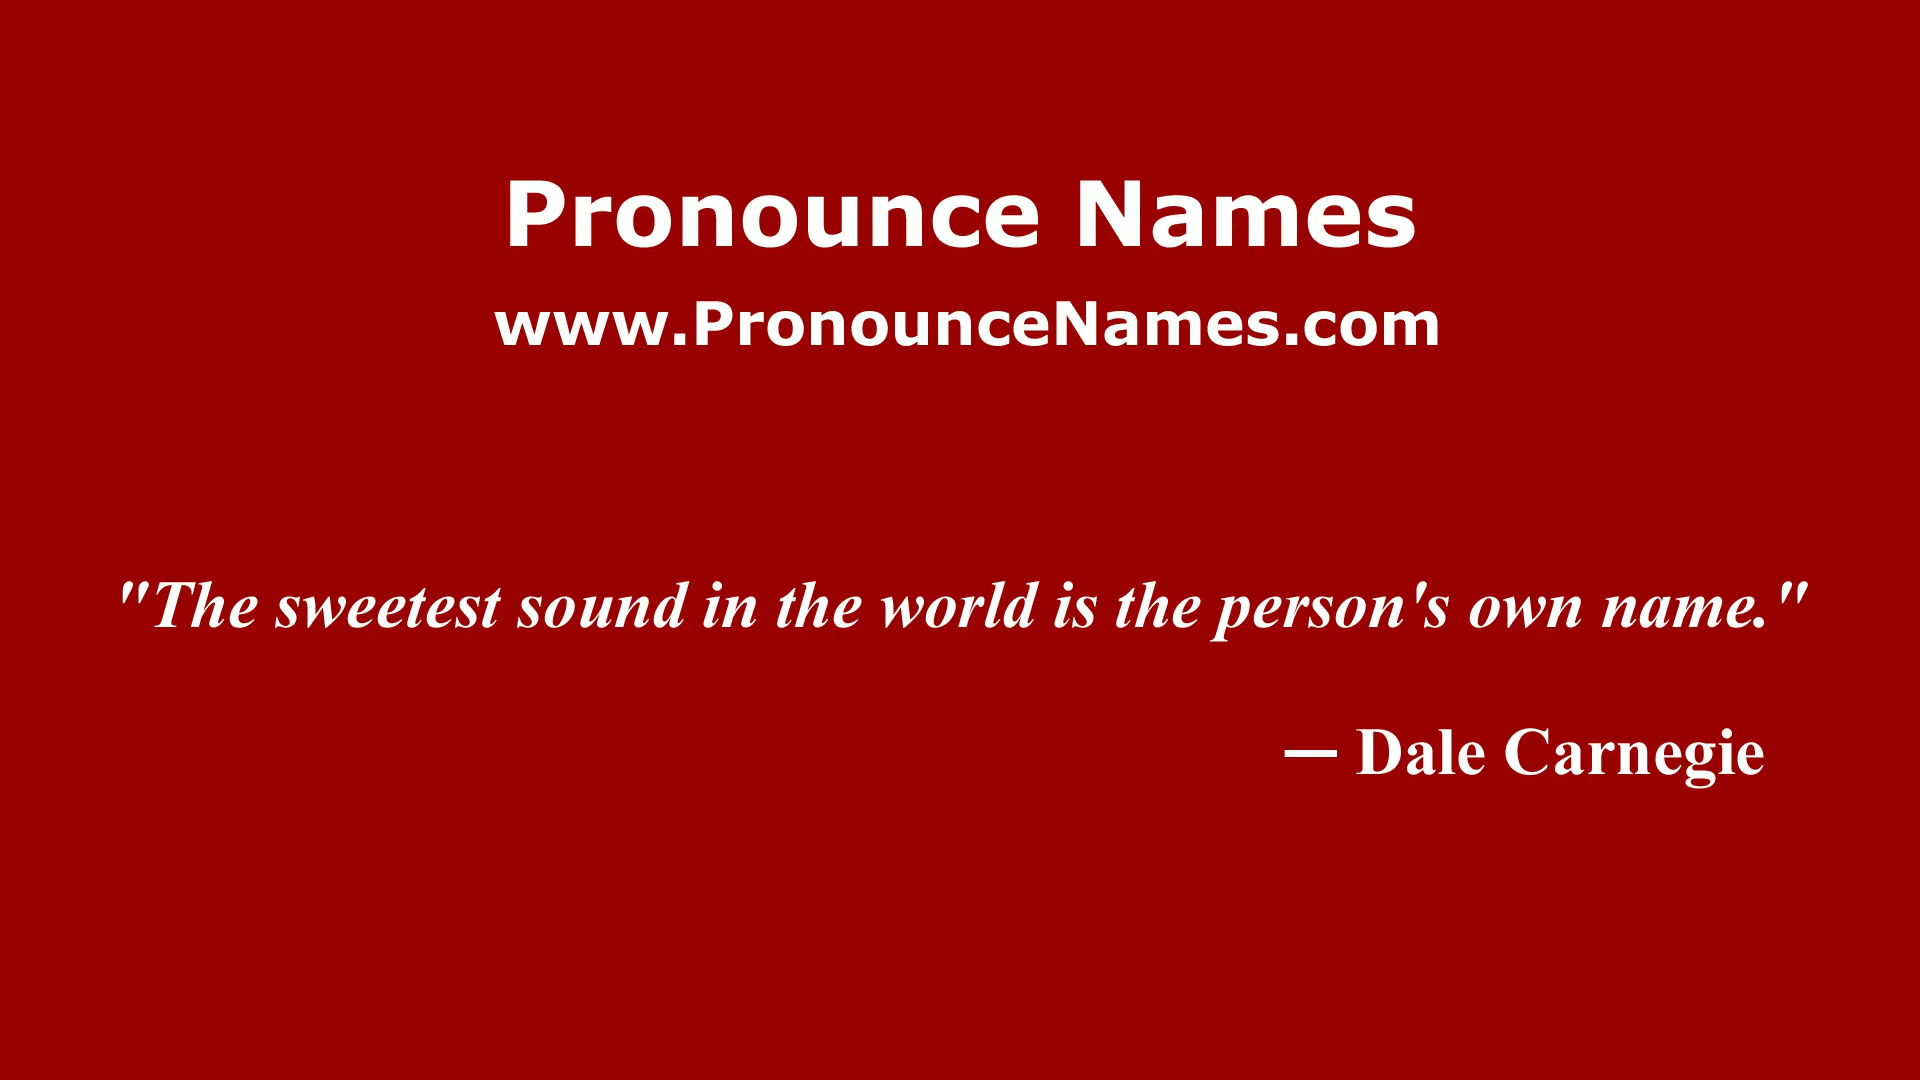 Pronounce Names
www.PronounceNames.com
"The sweetest sound in the world is the person's own name."
— Dale Carnegie